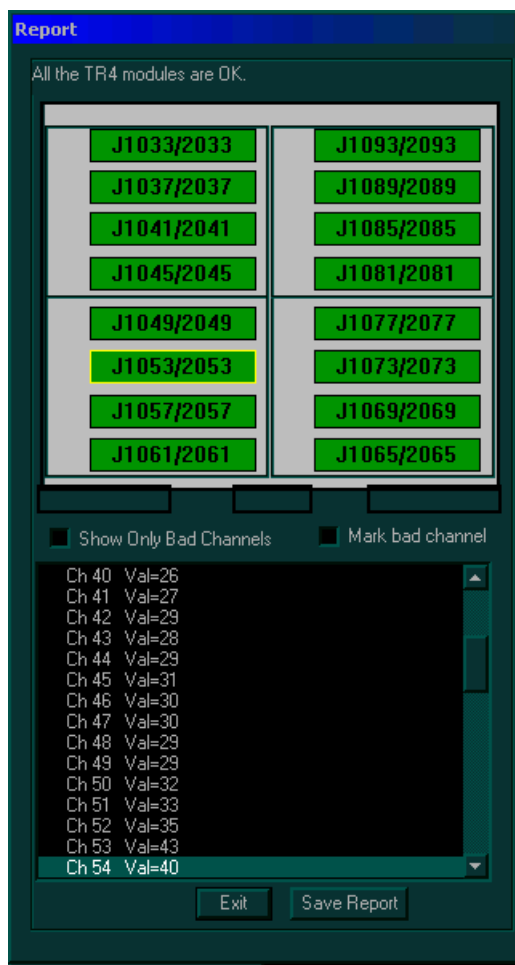 Report
All the TR4 modules are OK.
J1033/2033 J1093/2093
J1037/2037 J1089/2089
J1041/2041 J1085/2085
J1045/2045 J1081/2081
J1049/2049 J1077/2077
J1053/2053 J1073/2073
J1057/2057 J1069/2069
J1061/2061 J1065/2065
Show Only Bad Channels Mark bad channel
Ch 40 Val=26
Ch 41 Val=27
Ch 42 Val=29
Ch 43 Val=28
Ch 44 Val=29
Ch 45 Val=31
Ch 46 Val=30
Ch 47 Val=30
Ch 48 Val=29
Ch 49 Val=29
Ch 50 Val=32
Ch 51 Val=33
Ch 52 Val=35
Ch 53 Val=43
Ch 54 Val=40
Exit Save Report